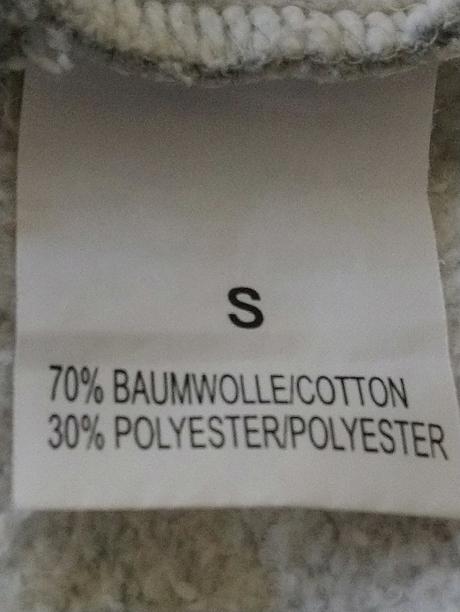 S
70% BAUMWOLLE/COTTON
30% POLYESTER/POLYESTER